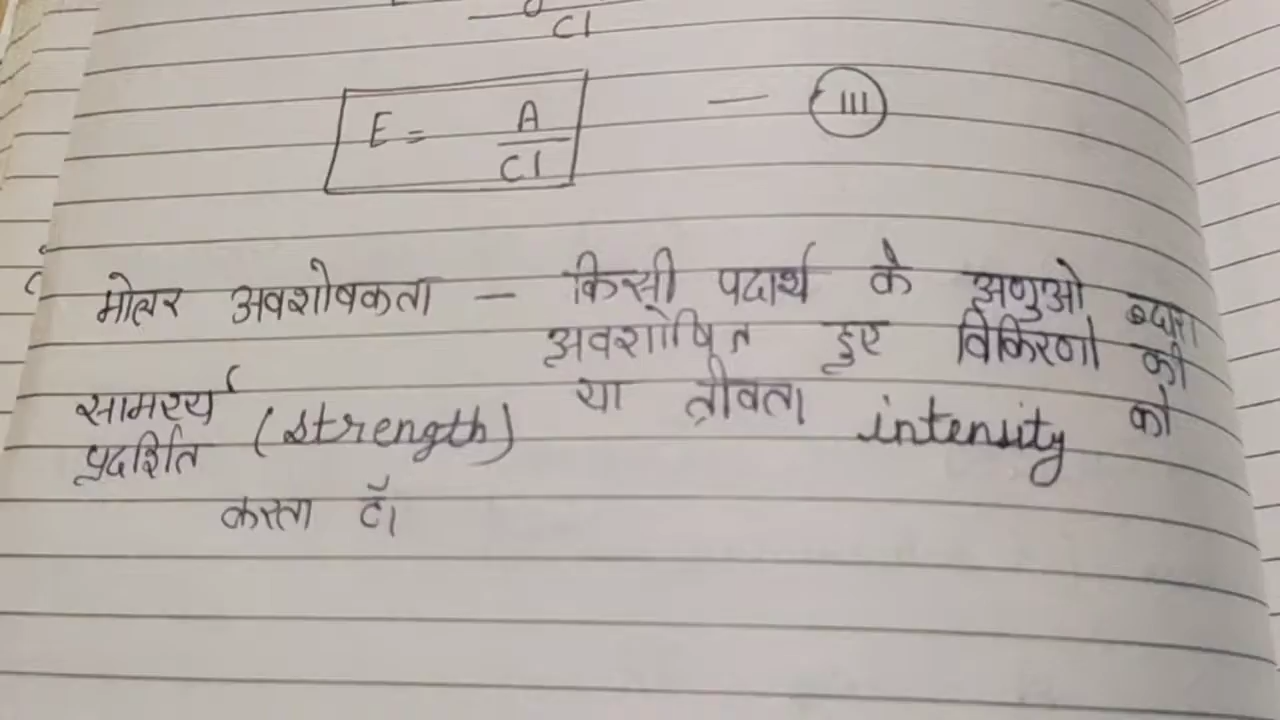 Cl
E = A/Cl — (III)
मोलर अवशोषकता — किसी पदार्थ के अणुओ द्वारा
अवशोषित हुए विकिरणो की
सामर्थ्य (strength) या तीव्रता intensity को
प्रदर्शित
करता है।